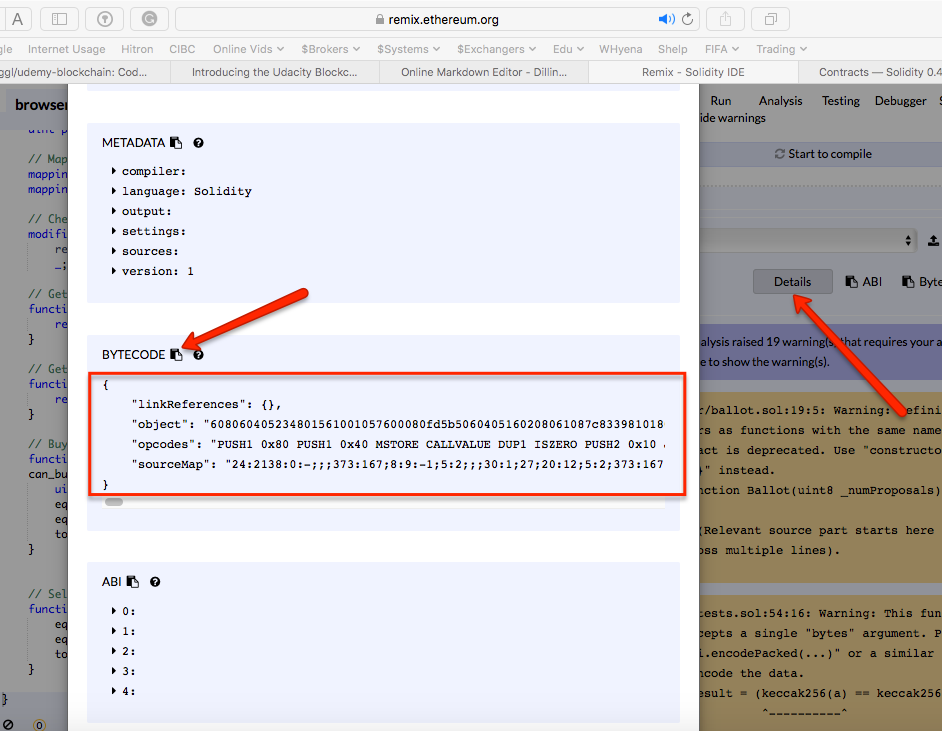 A
remix.ethereum.org
gle Internet Usage Hitron CIBC Online Vids $Brokers $Systems $Exchangers Edu WHyena Shelp FIFA Trading
ggl/udemy-blockchain: Cod... Introducing the Udacity Blockc... Online Markdown Editor - Dillin... Remix - Solidity IDE Contracts — Solidity 0.4
browser
Run Analysis Testing Debugger S
ide warnings
uint p
METADATA
// Map
mappin
mappin
Start to compile
compiler:
language: Solidity
output:
settings:
sources:
version: 1
// Che
modifi
re
_;
Details ABI Byte
// Get
functi
re
}
BYTECODE
alysis raised 19 warning(s) that requires your a
e to show the warning(s).
{
"linkReferences": {},
"object": "608060405234801561001057600080fd5b506040516020806108 7c8339810180
"opcodes": "PUSH1 0x80 PUSH1 0x40 MSTORE CALLVALUE DUP1 ISZERO PUSH2 0x10 J
"sourceMap": "24:2138:0:-;;;373:167;8:9:-1;5:2;;;30:1;27;20:12;5:2;373:167
}
// Get
functi
re
}
// Buy
functi
can_bu
ui
eq
eq
to
}
r/ballot.sol:19:5: Warning: Defini
rs as functions with the same name
act is deprecated. Use "constructo
}" instead.
nction Ballot(uint8 _numProposals)
(Relevant source part starts here
oss multiple lines).
ABI
0:
1:
2:
3:
4:
// Sel
functi
eq
eq
to
}
}
0
tests.sol:54:16: Warning: This fun
cepts a single "bytes" argument. P
i.encodePacked(...)" or a similar
ncode the data.
esult = (keccak256(a) == keccak256
^----------^